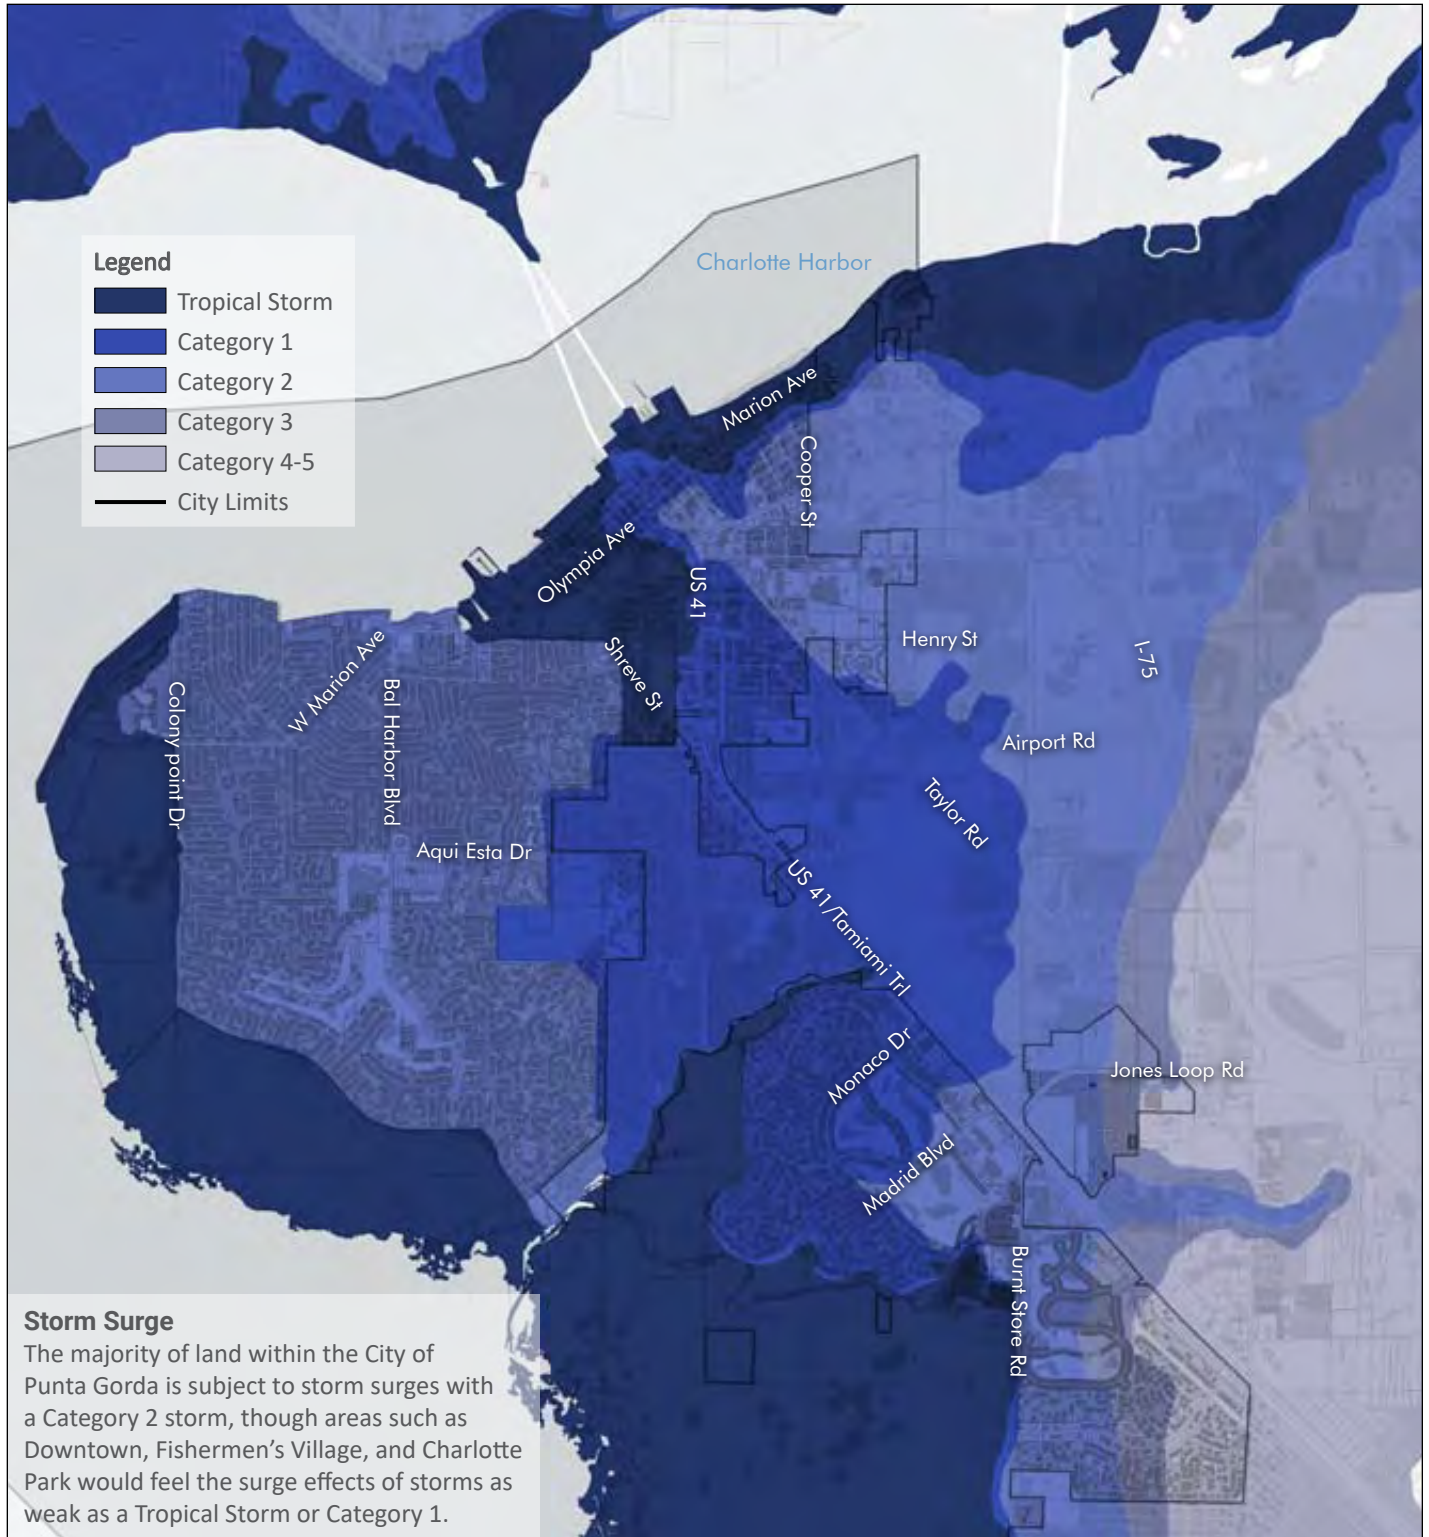 Charlotte Harbor
Legend
Tropical Storm
Category 1
Category 2
Category 3
Category 4-5
City Limits
Marion Ave
Cooper St
Olympia Ave
US 41
Henry St
I-75
Shreve St
W Marion Ave
Colony point Dr
Bal Harbor Blvd
Airport Rd
Taylor Rd
Aqui Esta Dr
US 41/Tamiami Trl
Monaco Dr
Jones Loop Rd
Madrid Blvd
Burnt Store Rd
Storm Surge
The majority of land within the City of
Punta Gorda is subject to storm surges with
a Category 2 storm, though areas such as
Downtown, Fishermen’s Village, and Charlotte
Park would feel the surge effects of storms as
weak as a Tropical Storm or Category 1.